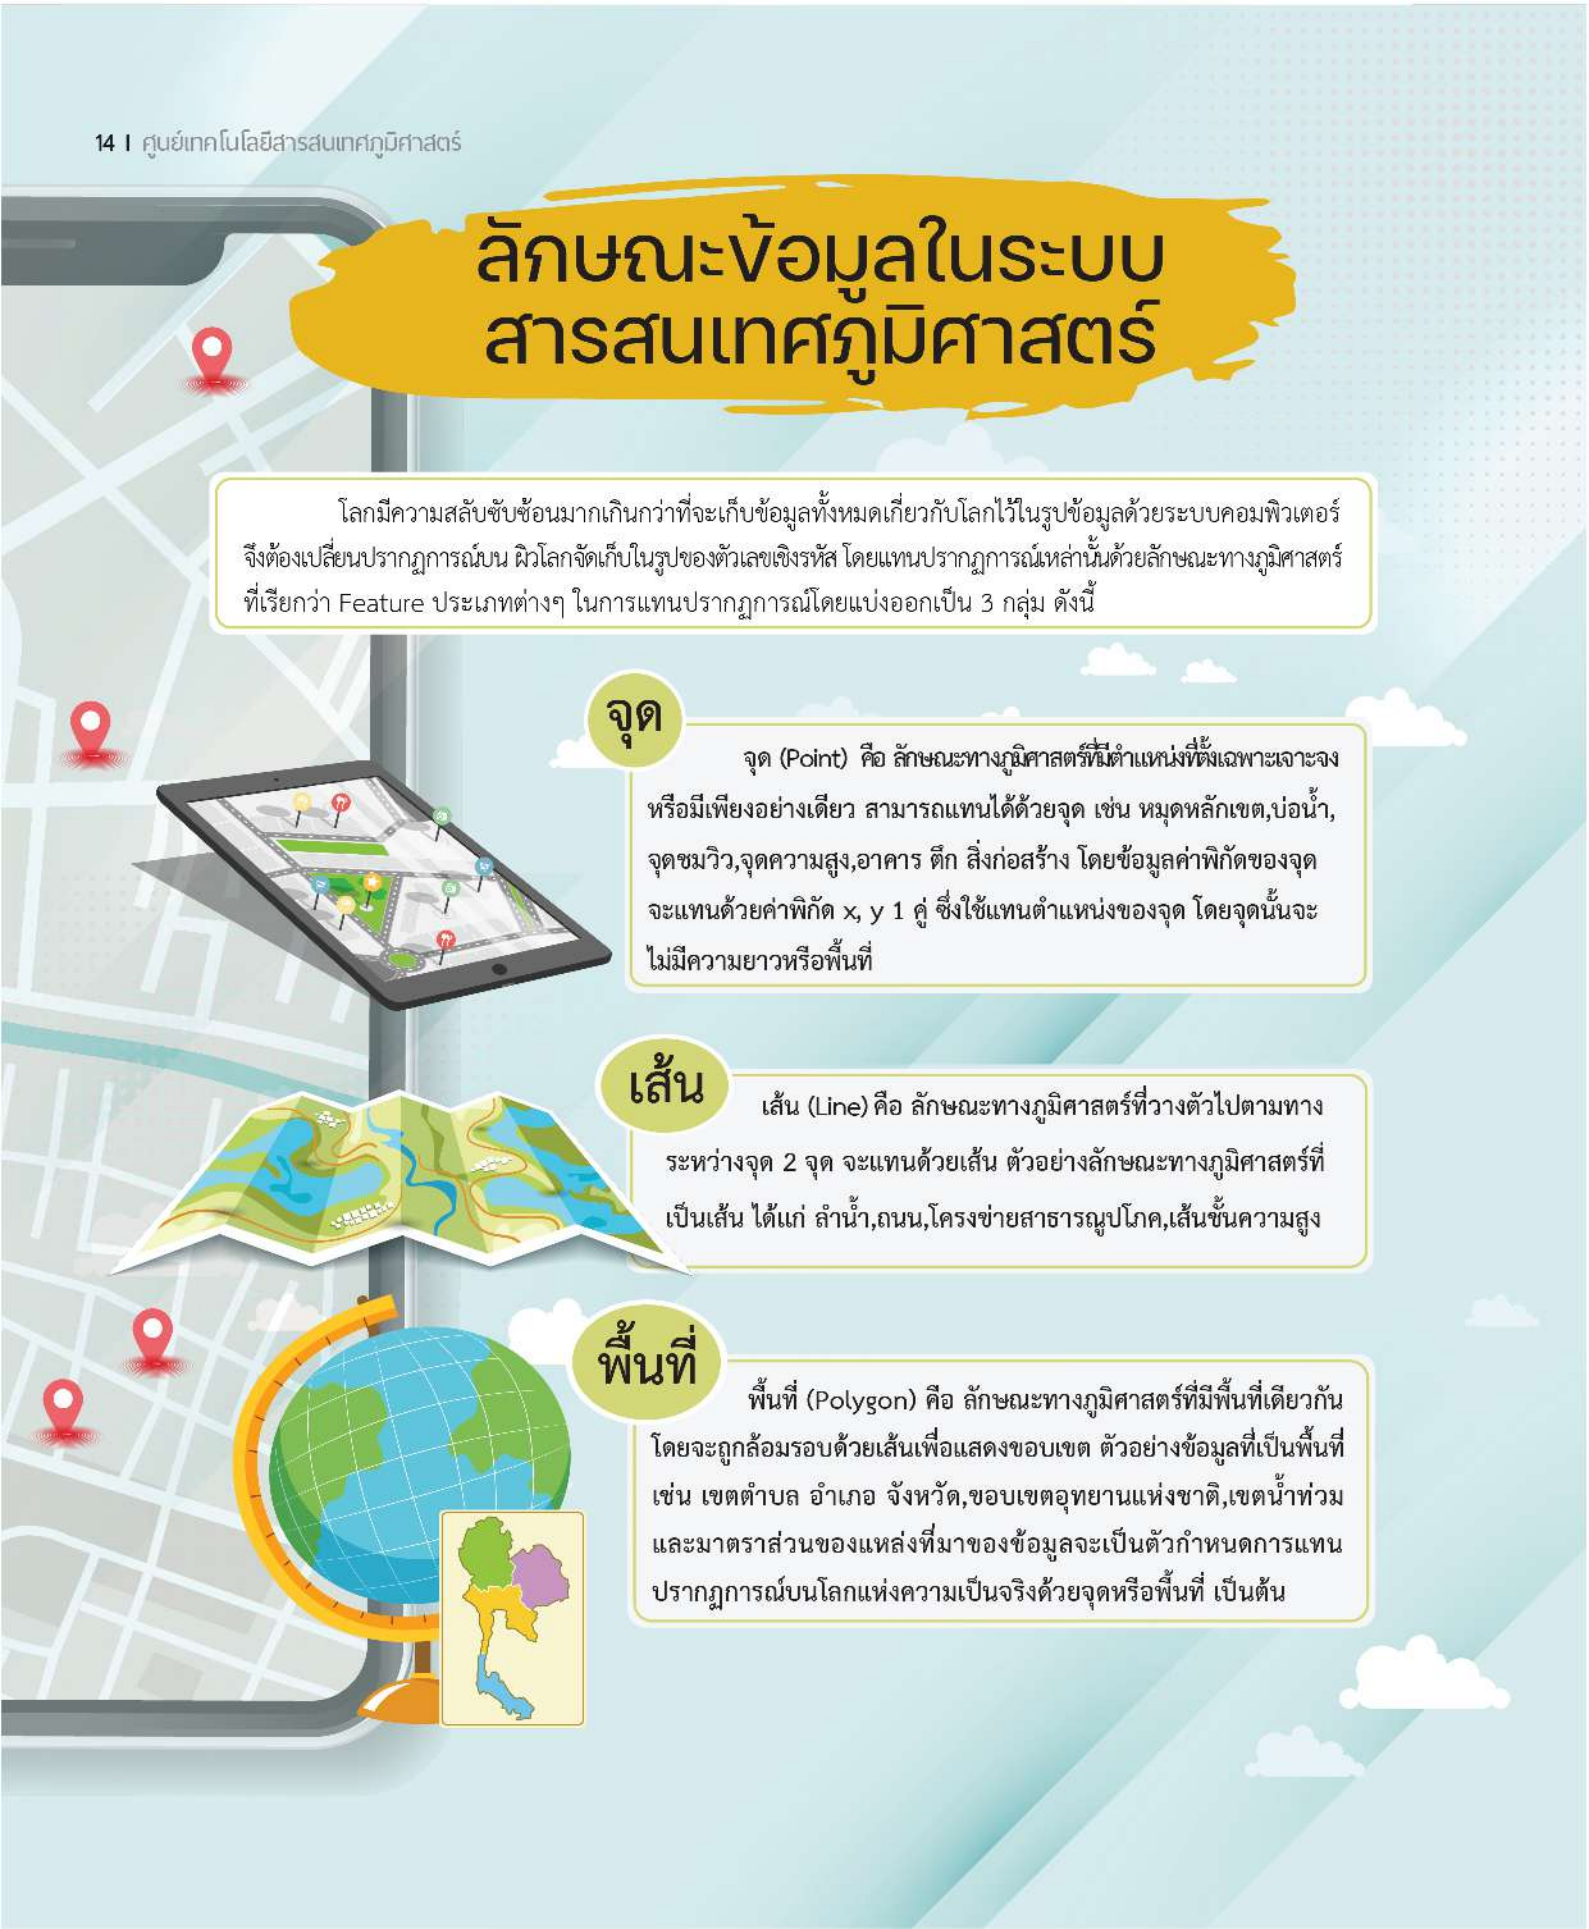 14 | ศูนย์เทคโนโลยีสารสนเทศภูมิศาสตร์
ลักษณะข้อมูลในระบบ
สารสนเทศภูมิศาสตร์
โลกมีความสลับซับซ้อนมากเกินกว่าที่จะเก็บข้อมูลทั้งหมดเกี่ยวกับโลกไว้ในรูปข้อมูลด้วยระบบคอมพิวเตอร์
จึงต้องเปลี่ยนปรากฏการณ์บน ผิวโลกจัดเก็บในรูปของตัวเลขเชิงรหัส โดยแทนปรากฏการณ์เหล่านั้นด้วยลักษณะทางภูมิศาสตร์
ที่เรียกว่า Feature ประเภทต่างๆ ในการแทนปรากฏการณ์โดยแบ่งออกเป็น 3 กลุ่ม ดังนี้
จุด
จุด (Point) คือ ลักษณะทางภูมิศาสตร์ที่มีตำแหน่งที่ตั้งเฉพาะเจาะจง
หรือมีเพียงอย่างเดียว สามารถแทนได้ด้วยจุด เช่น หมุดหลักเขต,บ่อน้ำ,
จุดชมวิว,จุดความสูง,อาคาร ตึก สิ่งก่อสร้าง โดยข้อมูลค่าพิกัดของจุด
จะแทนด้วยค่าพิกัด x, y 1 คู่ ซึ่งใช้แทนตำแหน่งของจุด โดยจุดนั้นจะ
ไม่มีความยาวหรือพื้นที่
เส้น
เส้น (Line) คือ ลักษณะทางภูมิศาสตร์ที่วางตัวไปตามทาง
ระหว่างจุด 2 จุด จะแทนด้วยเส้น ตัวอย่างลักษณะทางภูมิศาสตร์ที่
เป็นเส้น ได้แก่ ลำน้ำ,ถนน,โครงข่ายสาธารณูปโภค,เส้นชั้นความสูง
พื้นที่
พื้นที่ (Polygon) คือ ลักษณะทางภูมิศาสตร์ที่มีพื้นที่เดียวกัน
โดยจะถูกล้อมรอบด้วยเส้นเพื่อแสดงขอบเขต ตัวอย่างข้อมูลที่เป็นพื้นที่
เช่น เขตตำบล อำเภอ จังหวัด,ขอบเขตอุทยานแห่งชาติ,เขตน้ำท่วม
และมาตราส่วนของแหล่งที่มาของข้อมูลจะเป็นตัวกำหนดการแทน
ปรากฏการณ์บนโลกแห่งความเป็นจริงด้วยจุดหรือพื้นที่ เป็นต้น